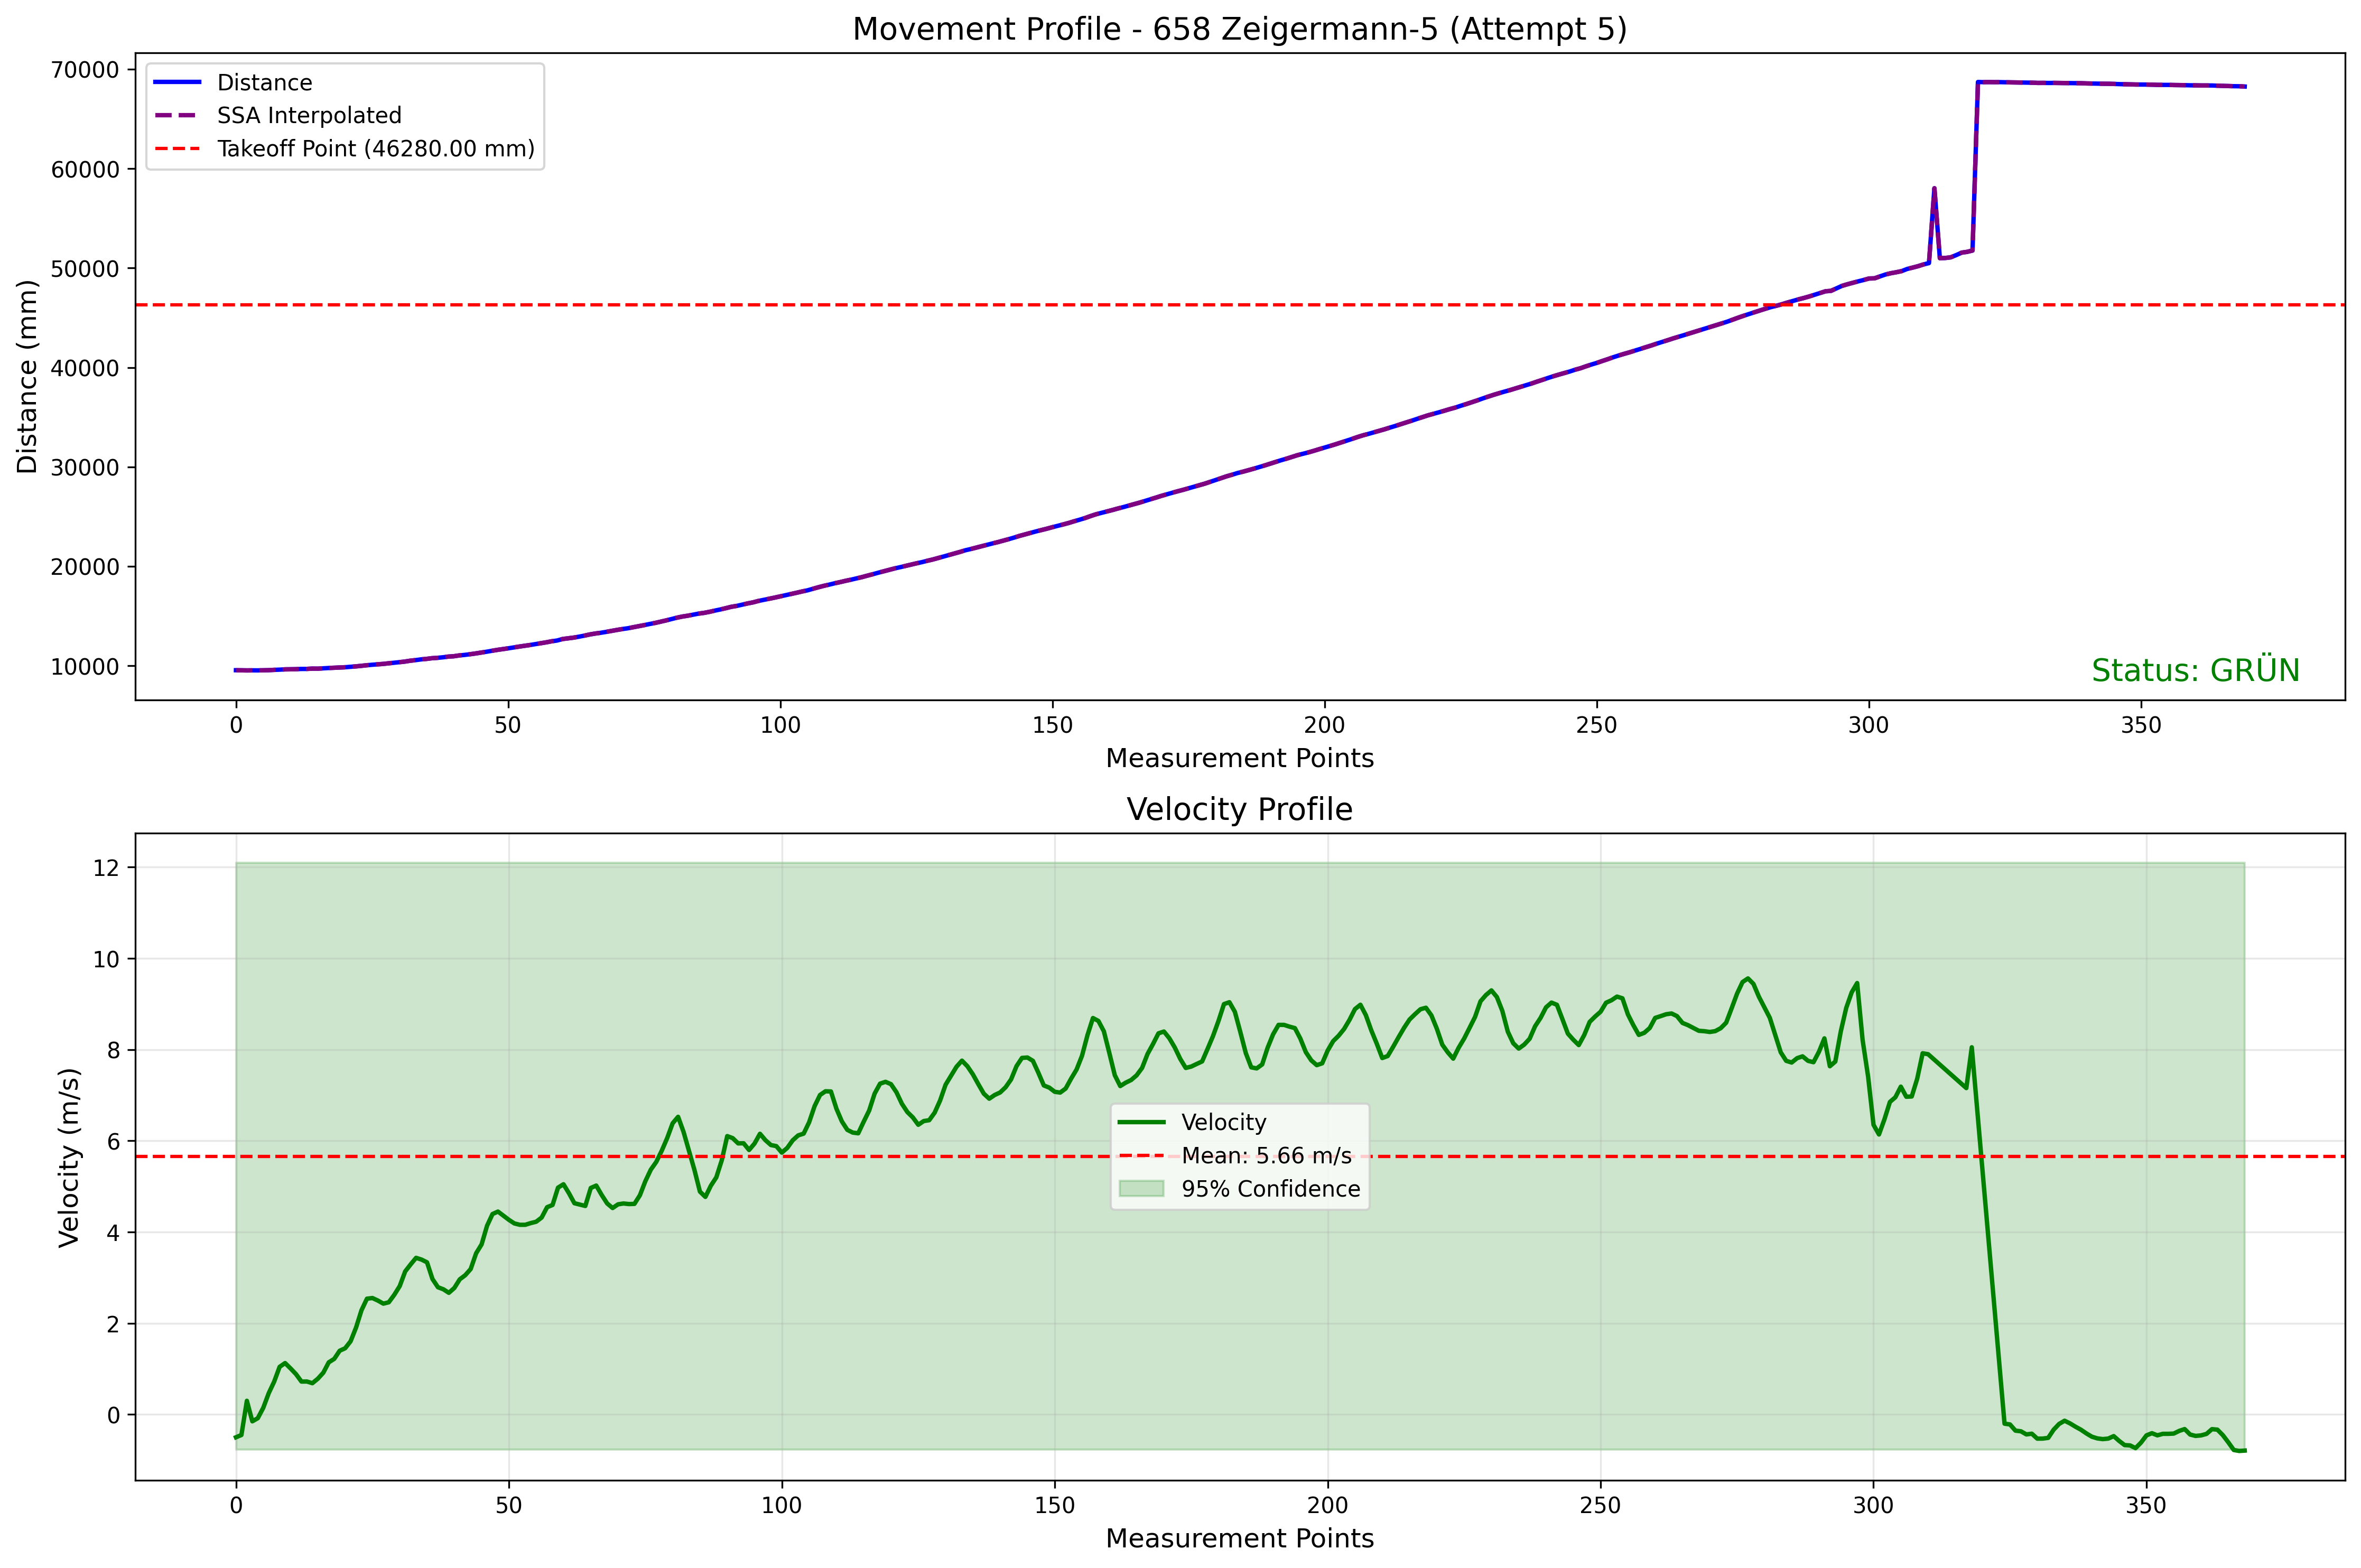 Movement Profile - 658 Zeigermann-5 (Attempt 5)
Distance
SSA Interpolated
Takeoff Point (46280.00 mm)
Distance (mm)
70000
60000
50000
40000
30000
20000
10000
Status: GRÜN
0 50 100 150 200 250 300 350
Measurement Points
Velocity Profile
Velocity (m/s)
12
10
8
6
4
2
0
Velocity
Mean: 5.66 m/s
95% Confidence
0 50 100 150 200 250 300 350
Measurement Points